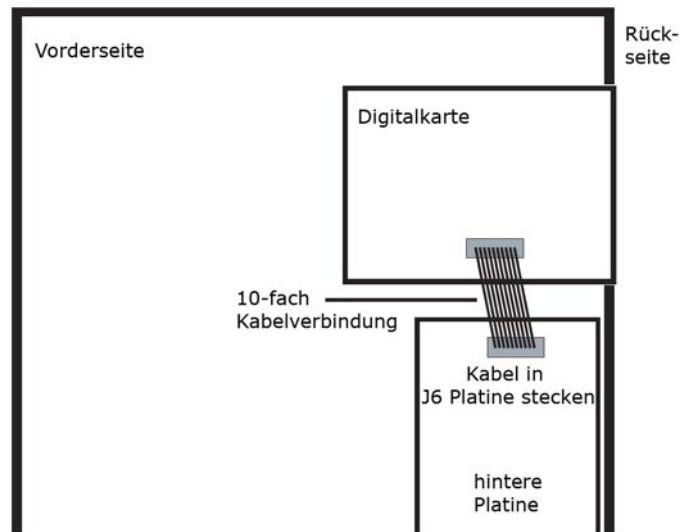 Vorderseite
Rück-
seite
Digitalkarte
10-fach
Kabelverbindung
Kabel in
J6 Platine stecken
hintere
Platine